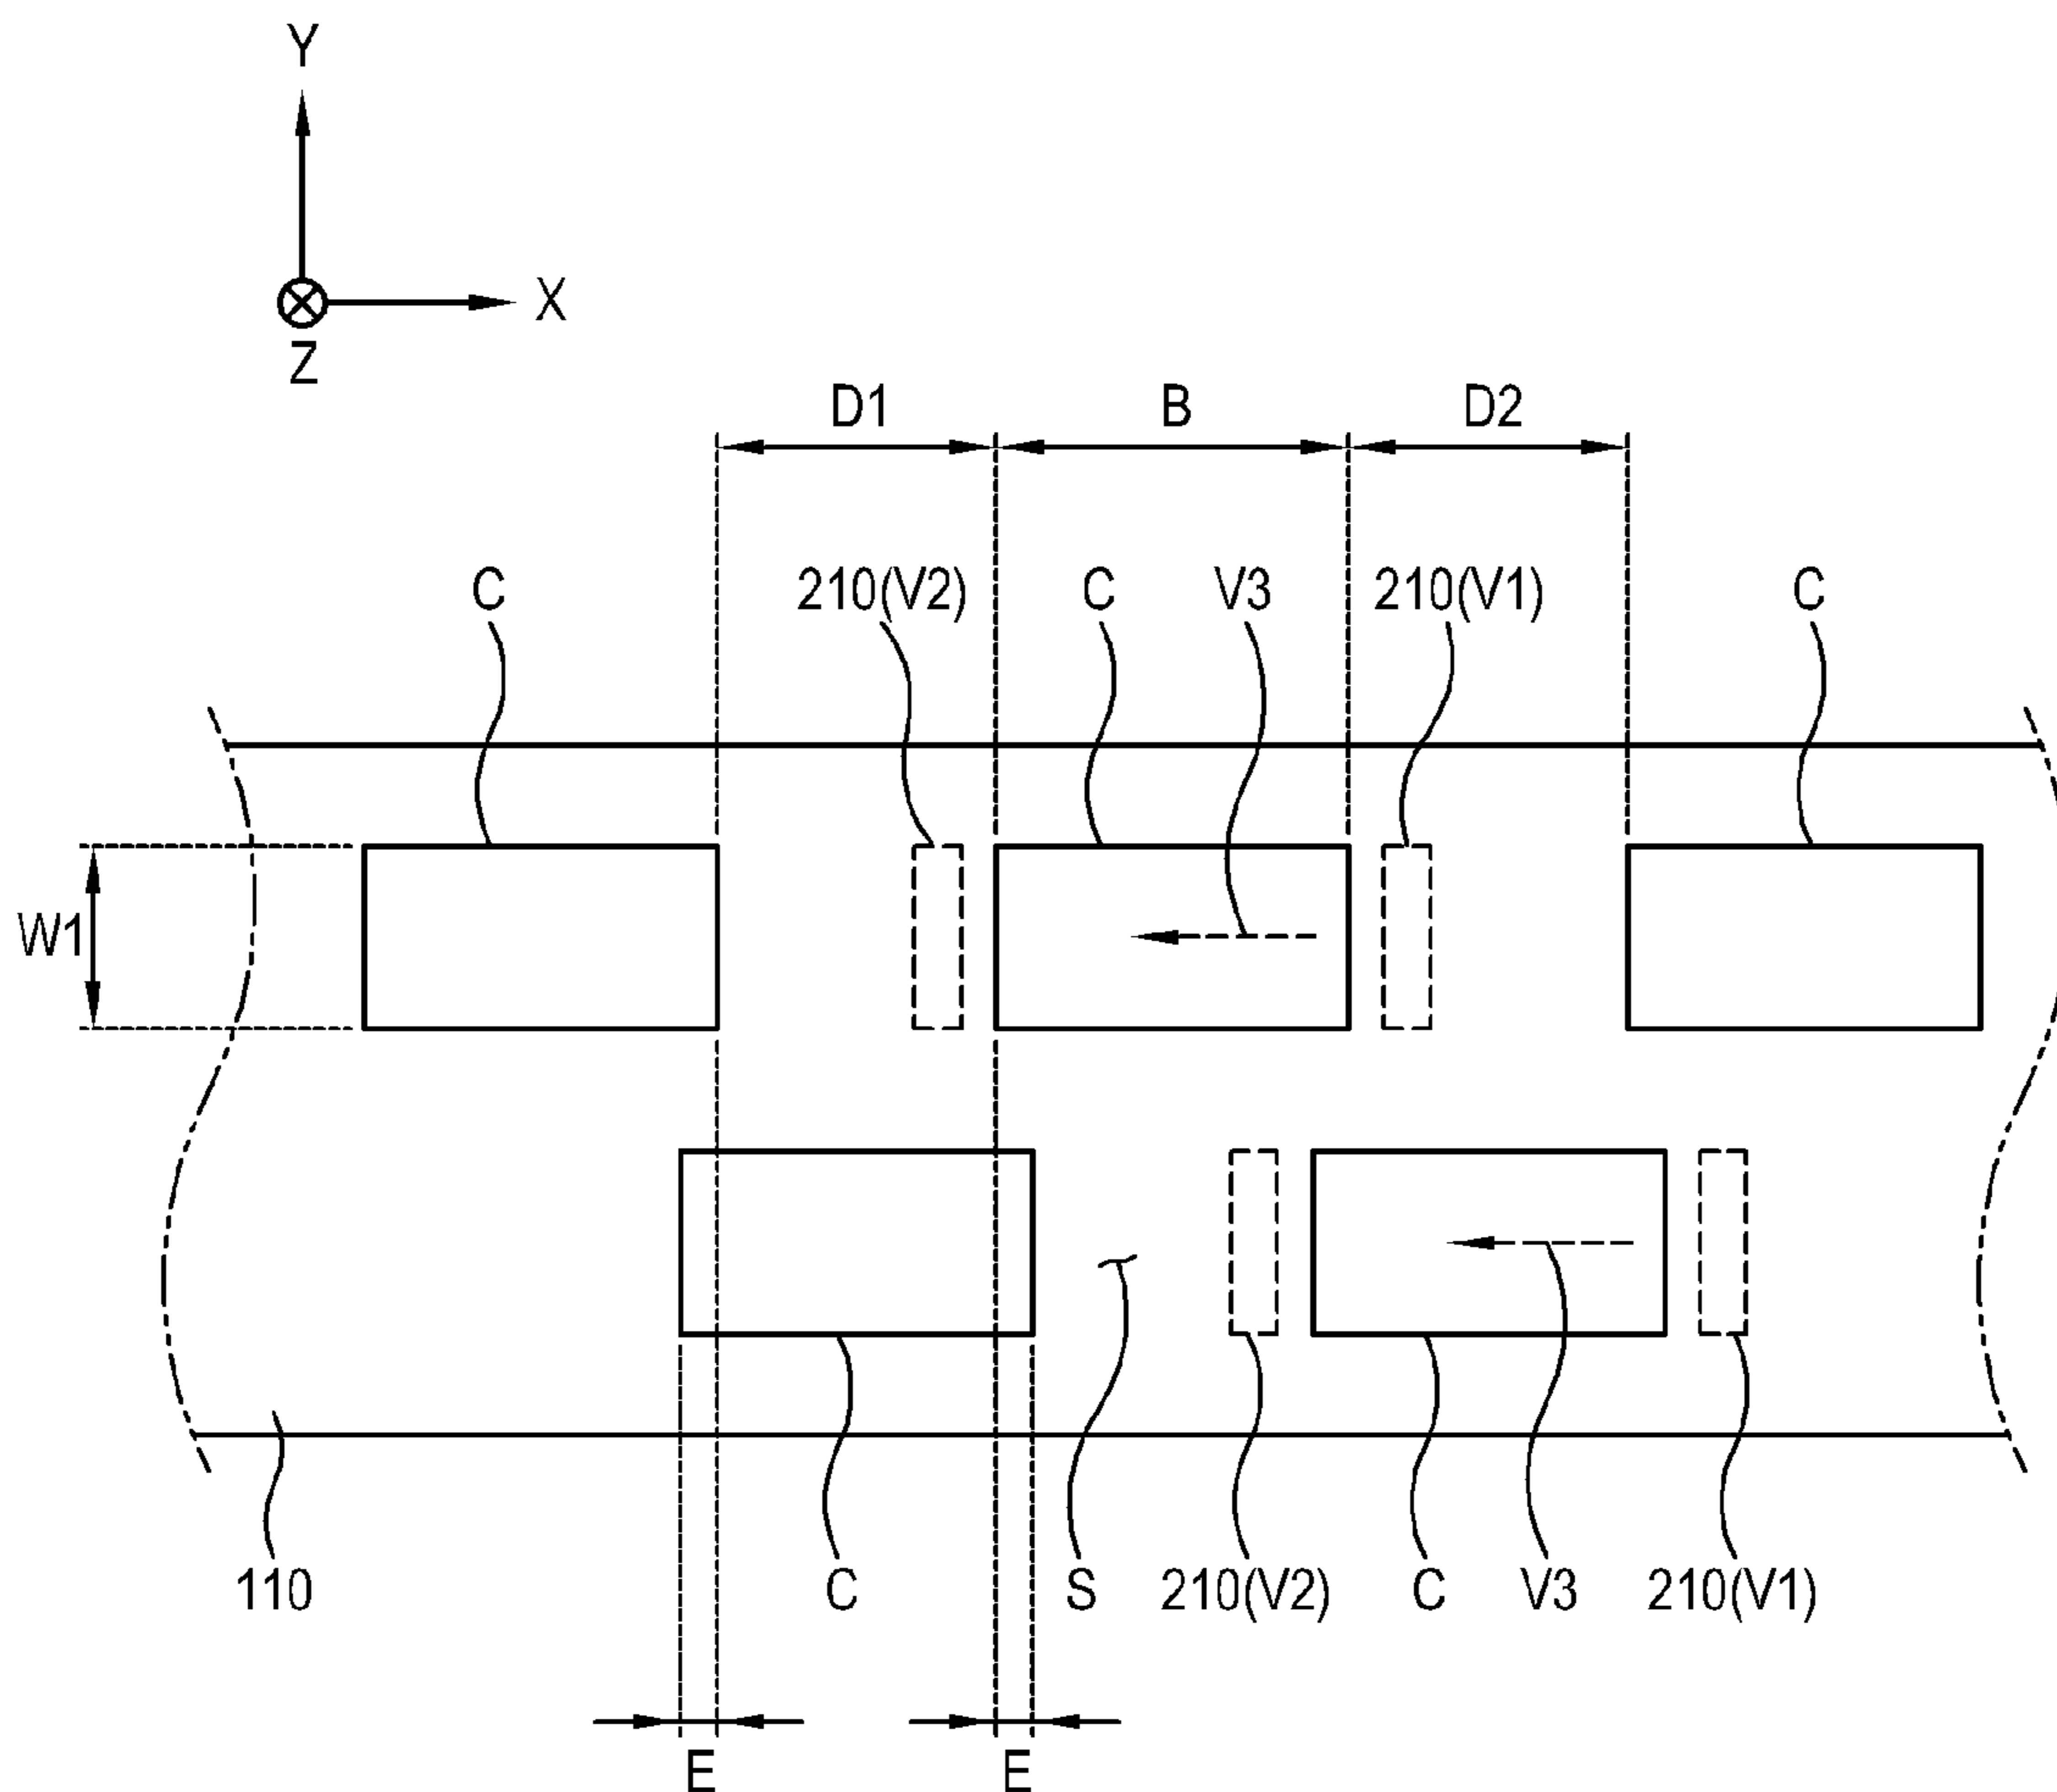 Y
X
Z
D1 B D2
C 210(V2) C V3 210(V1) C
W1
110 C S 210(V2) C V3 210(V1)
E E